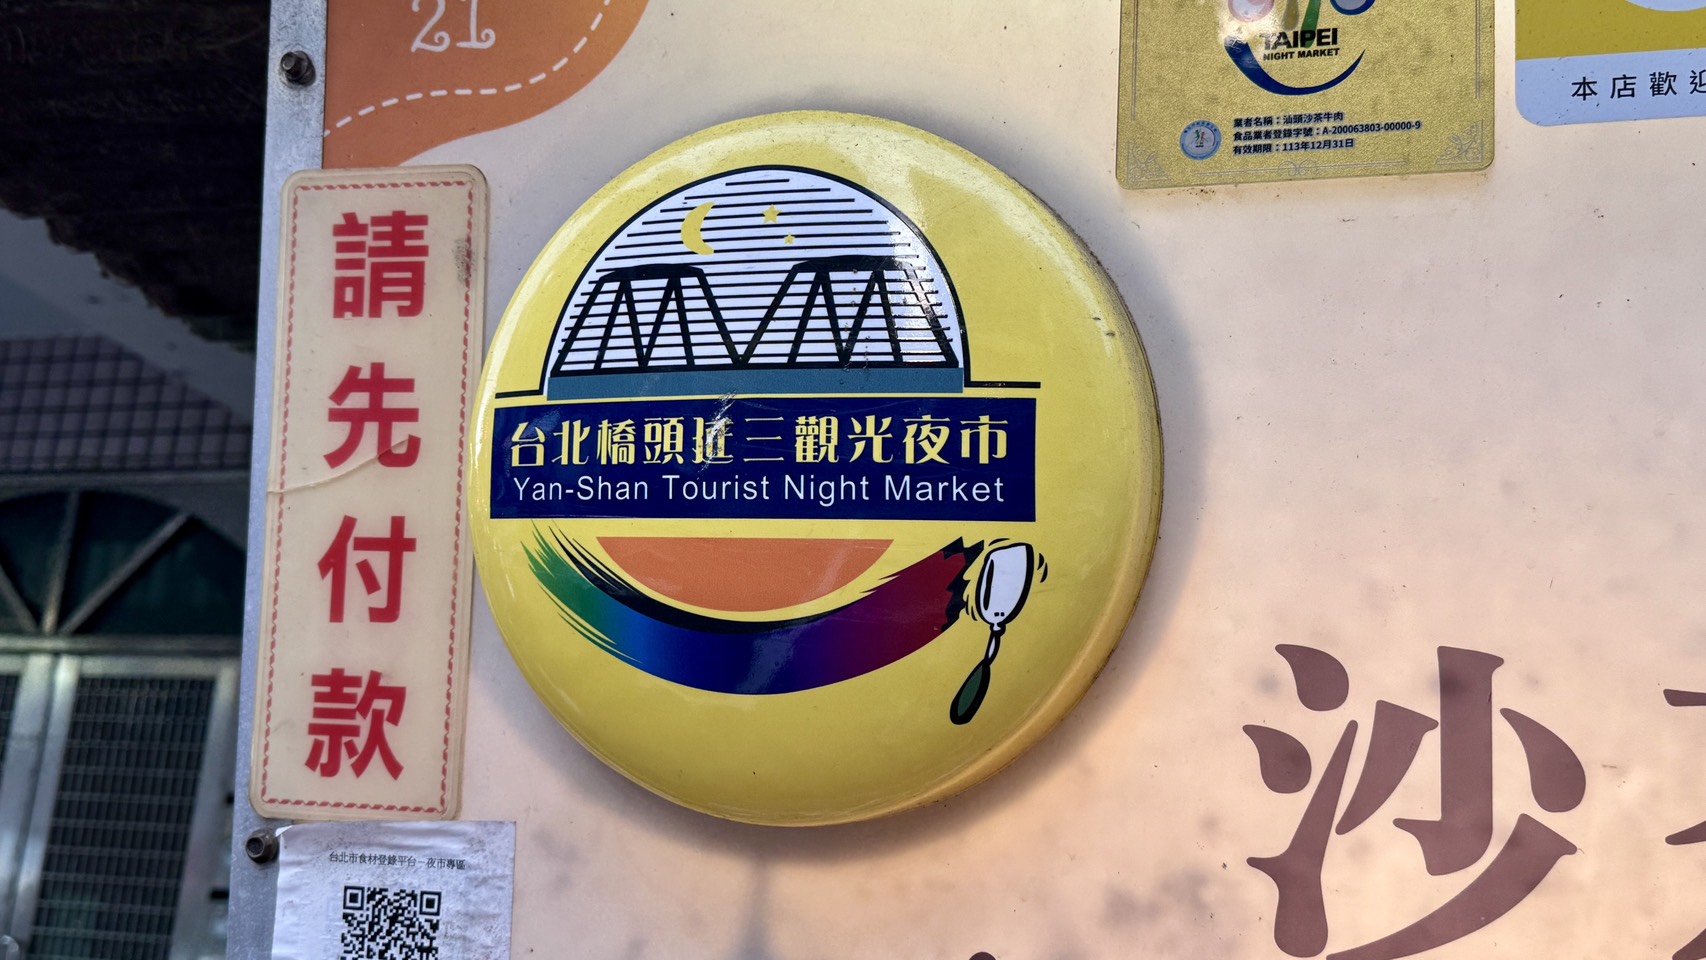 21
TAIPEI
NIGHT MARKET
業者名稱：汕頭沙茶牛肉
食品業者登錄字號：A-200063803-00000-9
有效期限：113年12月31日
本店歡迎
請先付款
台北橋頭延三觀光夜市
Yan-Shan Tourist Night Market
沙
台北市食材登錄平台－夜市專區